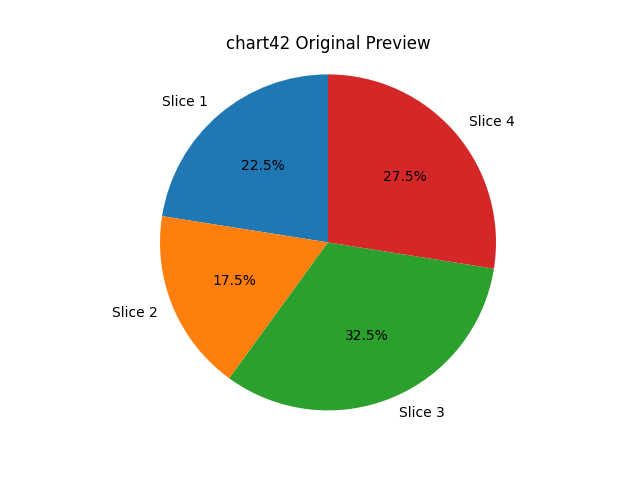 chart42 Original Preview
Slice 1
Slice 4
22.5%
27.5%
17.5%
Slice 2
32.5%
Slice 3